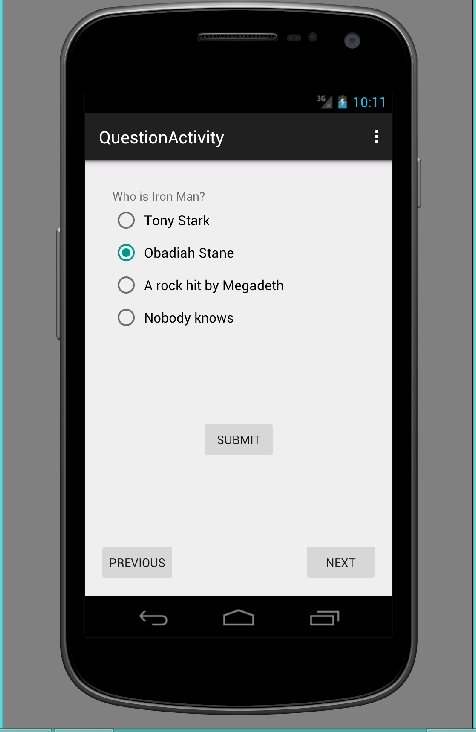 3G 10:11
QuestionActivity
Who is Iron Man?
Tony Stark
Obadiah Stane
A rock hit by Megadeth
Nobody knows
SUBMIT
PREVIOUS NEXT